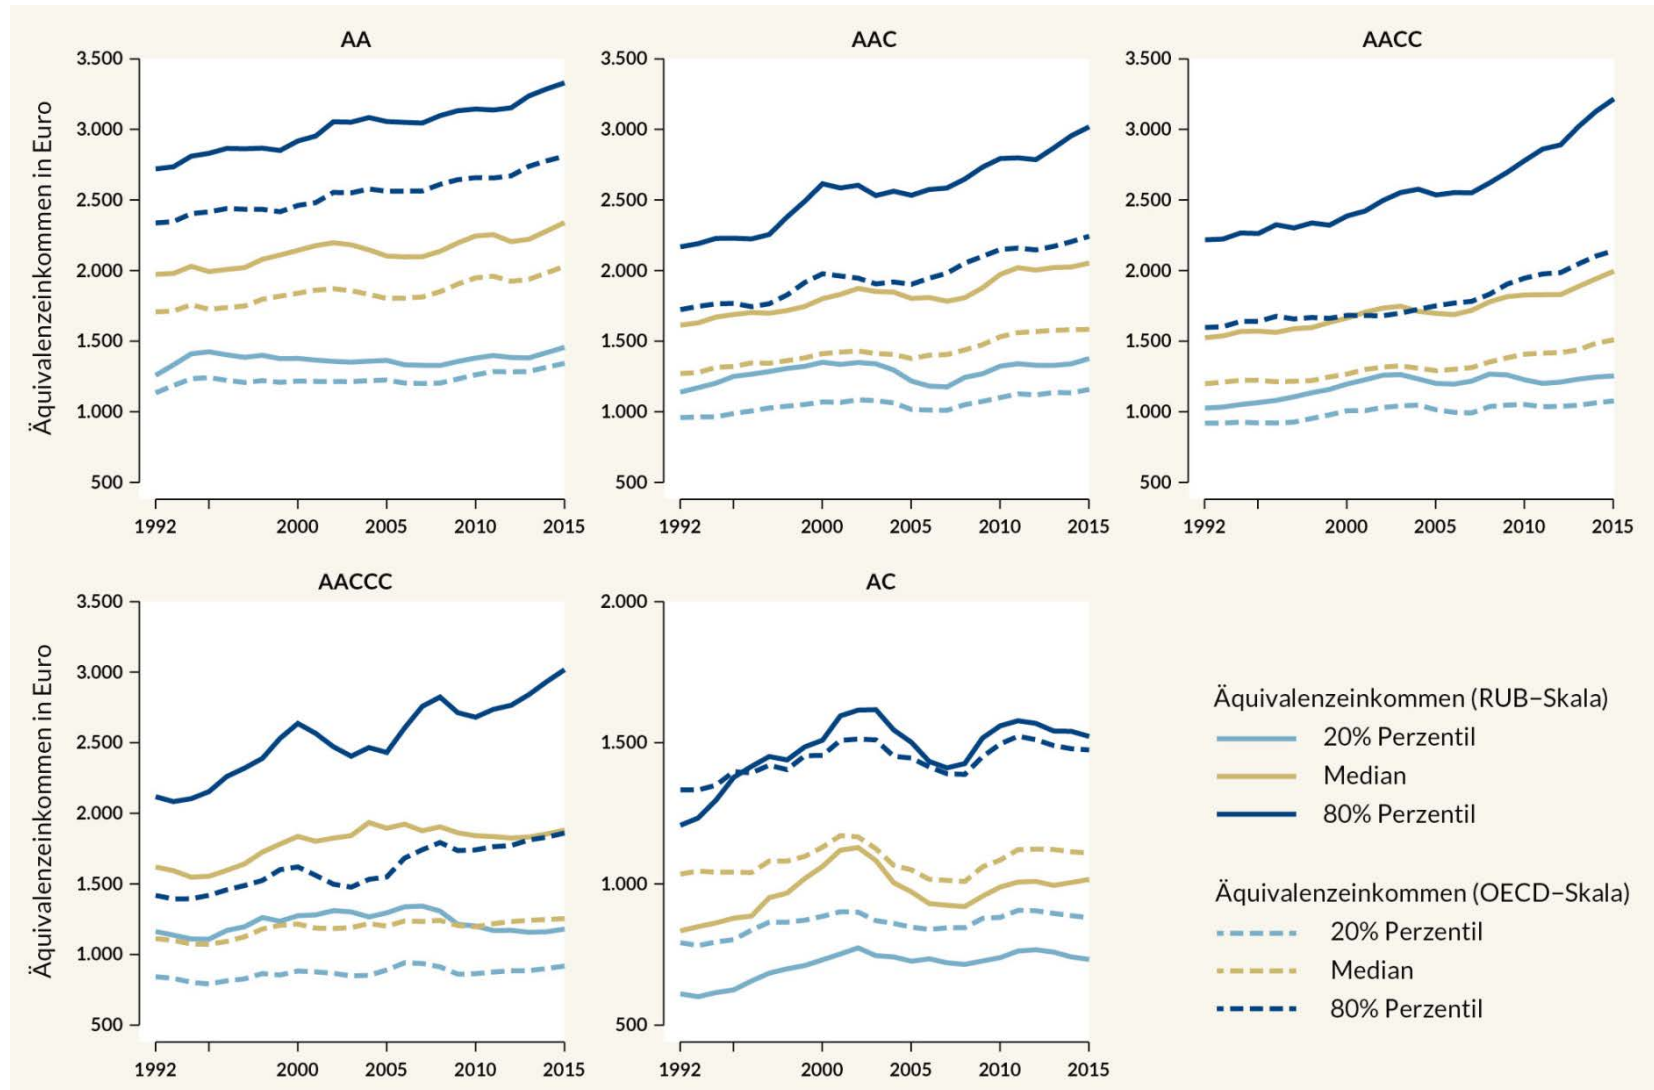 AA
3.500
3.000
2.500
2.000
1.500
1.000
500
Äquivalenzeinkommen in Euro
1992 2000 2005 2010 2015
AAC
3.500
3.000
2.500
2.000
1.500
1.000
500
1992 2000 2005 2010 2015
AACC
3.500
3.000
2.500
2.000
1.500
1.000
500
1992 2000 2005 2010 2015
AACCC
3.500
3.000
2.500
2.000
1.500
1.000
500
Äquivalenzeinkommen in Euro
1992 2000 2005 2010 2015
AC
2.000
1.500
1.000
500
1992 2000 2005 2010 2015
Äquivalenzeinkommen (RUB–Skala)
20% Perzentil
Median
80% Perzentil
Äquivalenzeinkommen (OECD–Skala)
20% Perzentil
Median
80% Perzentil